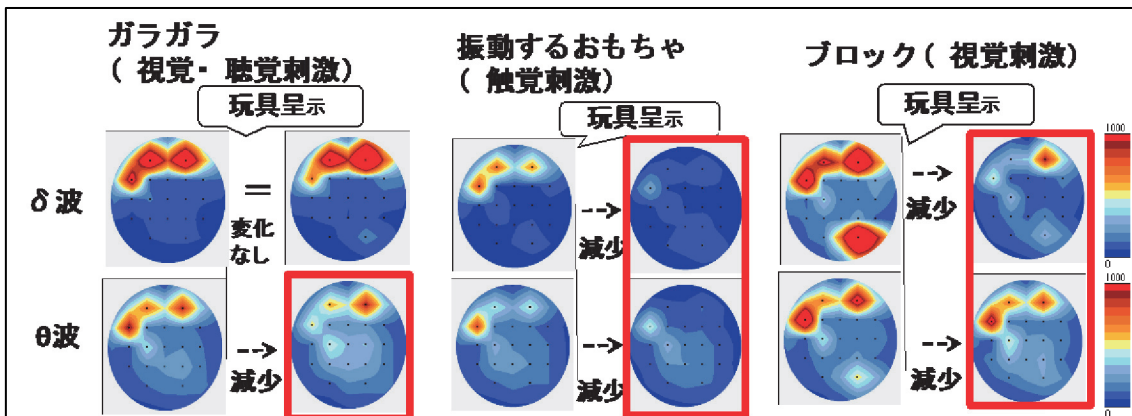 ガラガラ
( 視覚・ 聴覚刺激)
玩具呈示
振動するおもちゃ
( 触覚刺激)
玩具呈示
ブロック( 視覚刺激)
玩具呈示
δ波
=
変化
なし
-->
減少
-->
減少
1000
0
θ波
-->
減少
-->
減少
-->
減少
1000
0